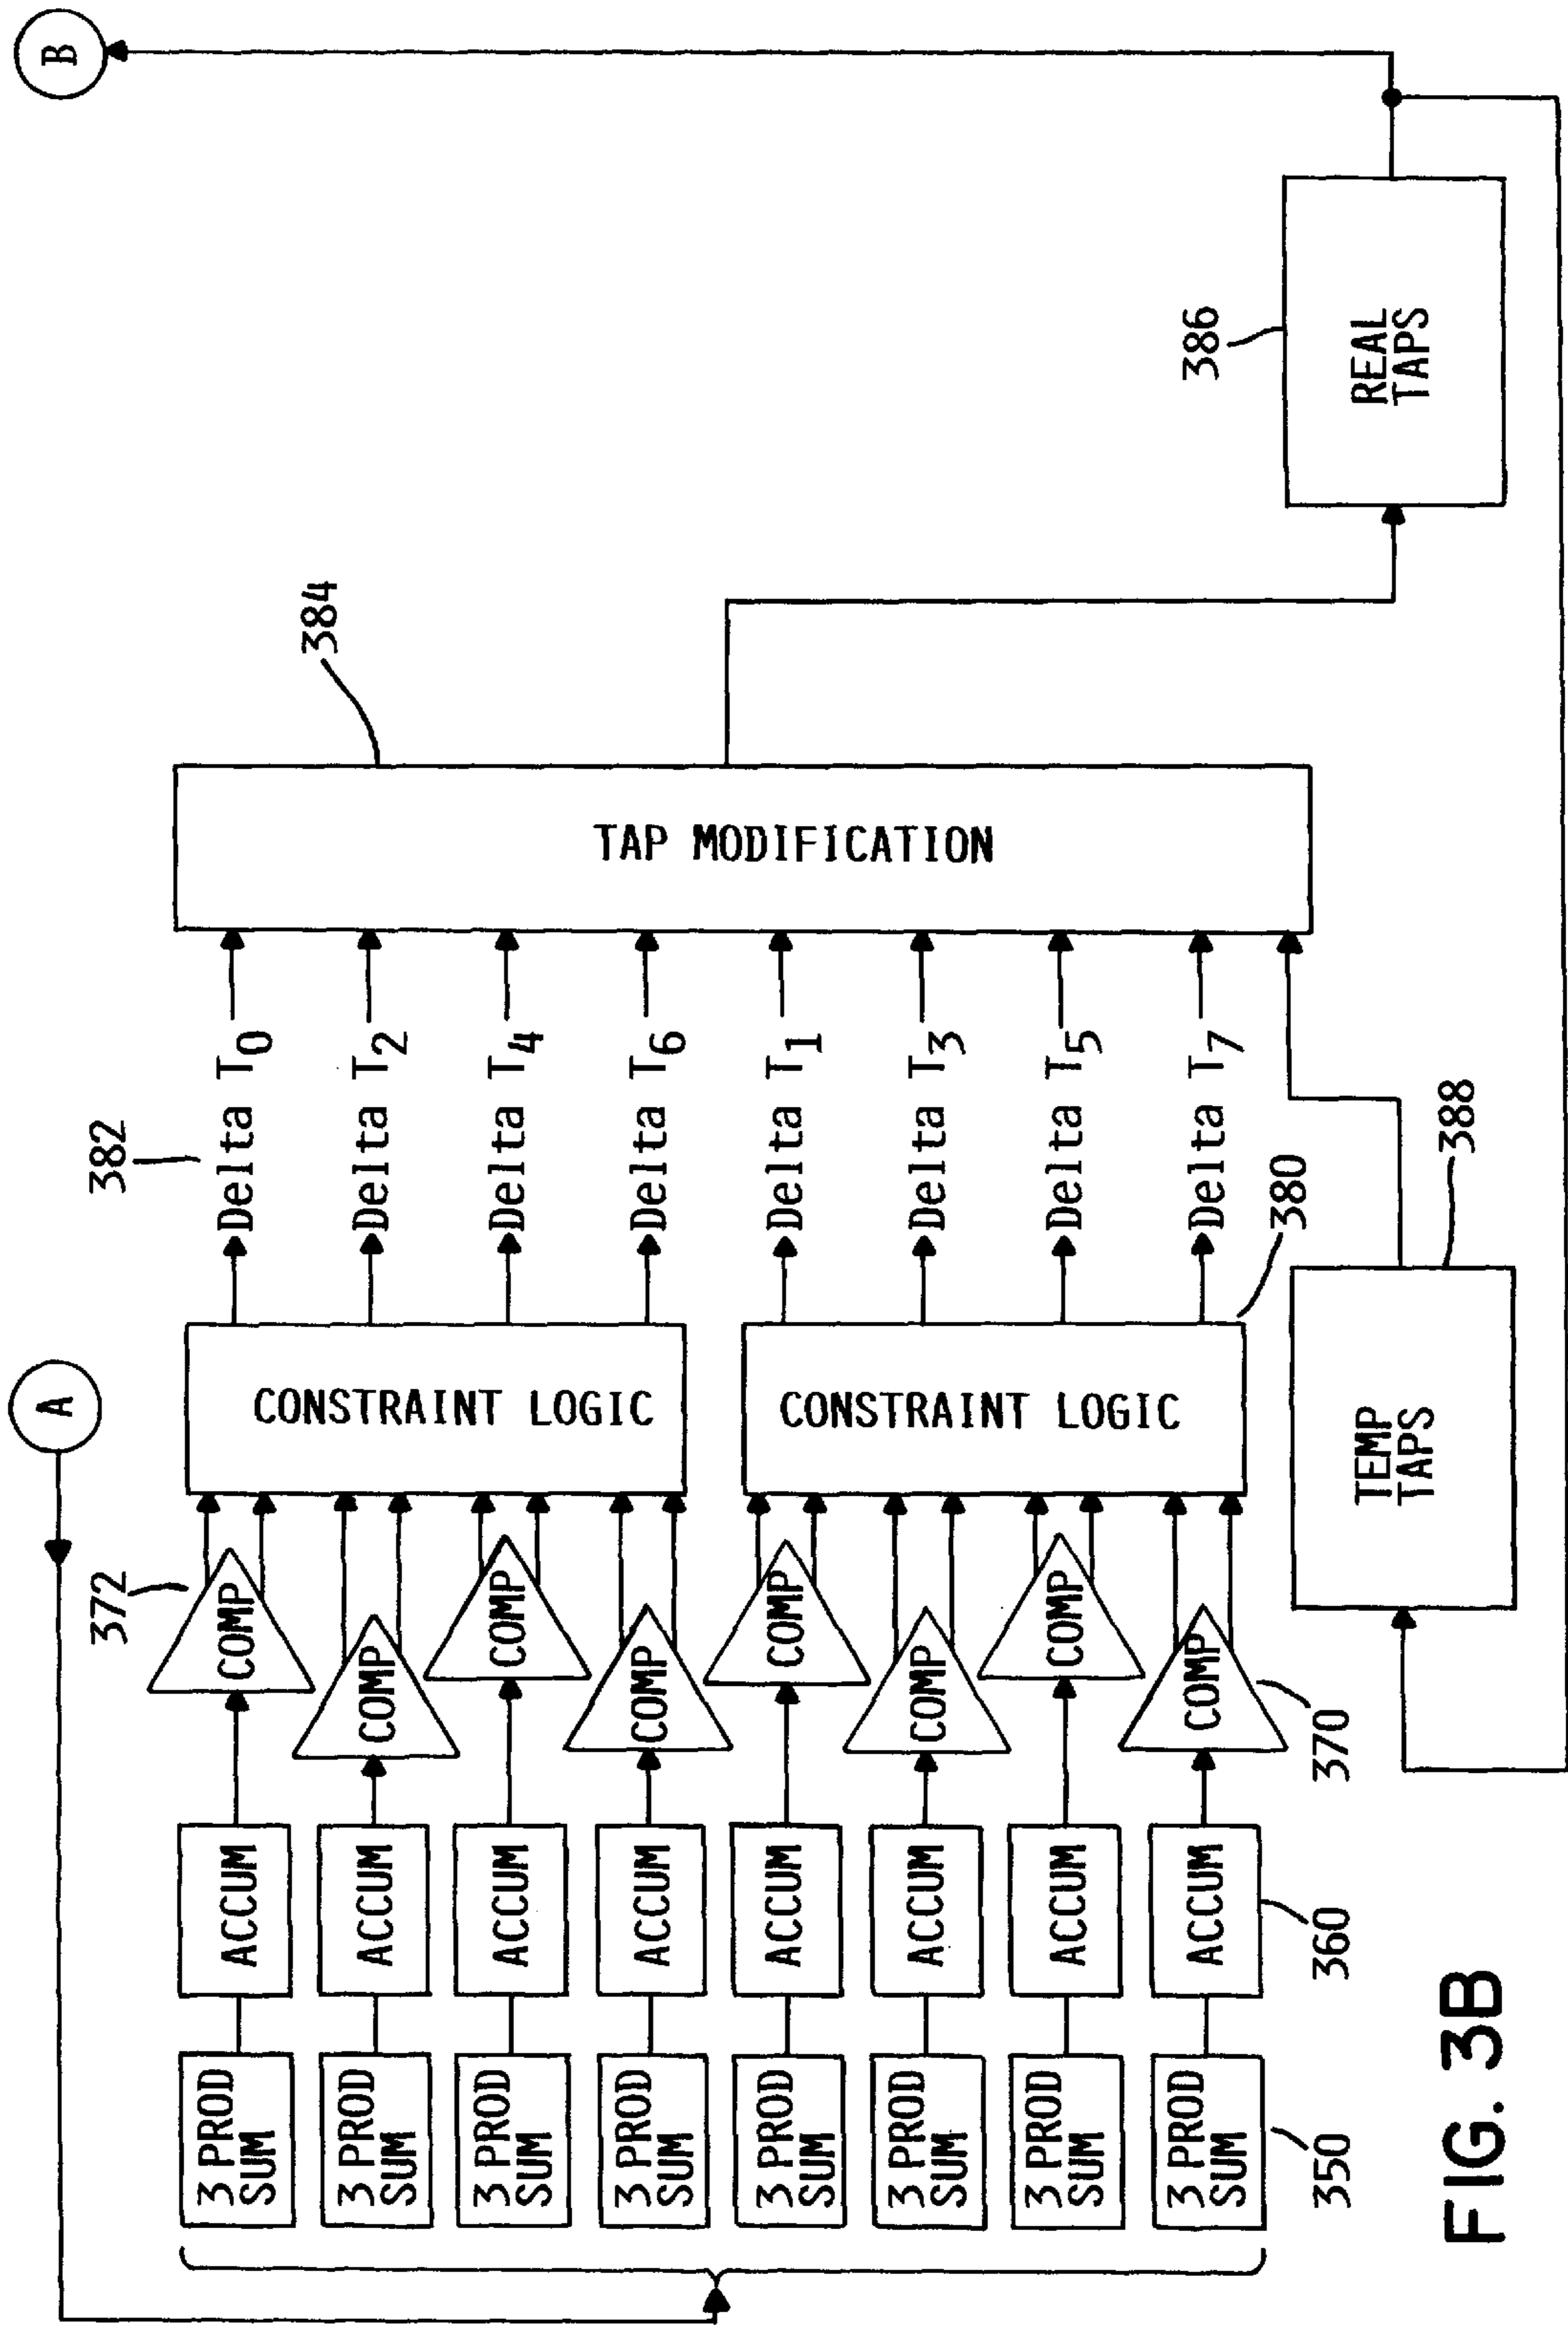 A
B
3 PROD
SUM
ACCUM
COMP
372
3 PROD
SUM
ACCUM
COMP
3 PROD
SUM
ACCUM
COMP
3 PROD
SUM
ACCUM
COMP
CONSTRAINT LOGIC
382
Delta T0
Delta T2
Delta T4
Delta T6
3 PROD
SUM
ACCUM
COMP
3 PROD
SUM
ACCUM
COMP
3 PROD
SUM
ACCUM
COMP
3 PROD
SUM
ACCUM
COMP
350
360
370
CONSTRAINT LOGIC
380
Delta T1
Delta T3
Delta T5
Delta T7
TAP MODIFICATION
384
TEMP
TAPS
388
386
REAL
TAPS
FIG. 3B